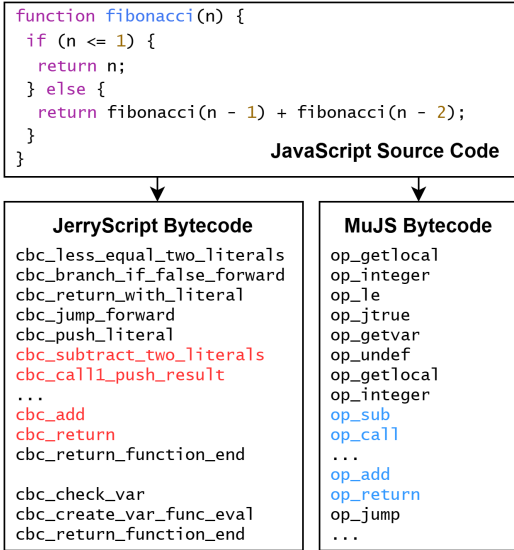 function fibonacci(n) {
if (n <= 1) {
return n;
} else {
return fibonacci(n - 1) + fibonacci(n - 2);
}
}
JavaScript Source Code
JerryScript Bytecode
cbc_less_equal_two_literals
cbc_branch_if_false_forward
cbc_return_with_literal
cbc_jump_forward
cbc_push_literal
cbc_subtract_two_literals
cbc_call1_push_result
...
cbc_add
cbc_return
cbc_return_function_end
cbc_check_var
cbc_create_var_func_eval
cbc_return_function_end
MuJS Bytecode
op_getlocal
op_integer
op_le
op_jtrue
op_getvar
op_undef
op_getlocal
op_integer
op_sub
op_call
...
op_add
op_return
op_jump
...